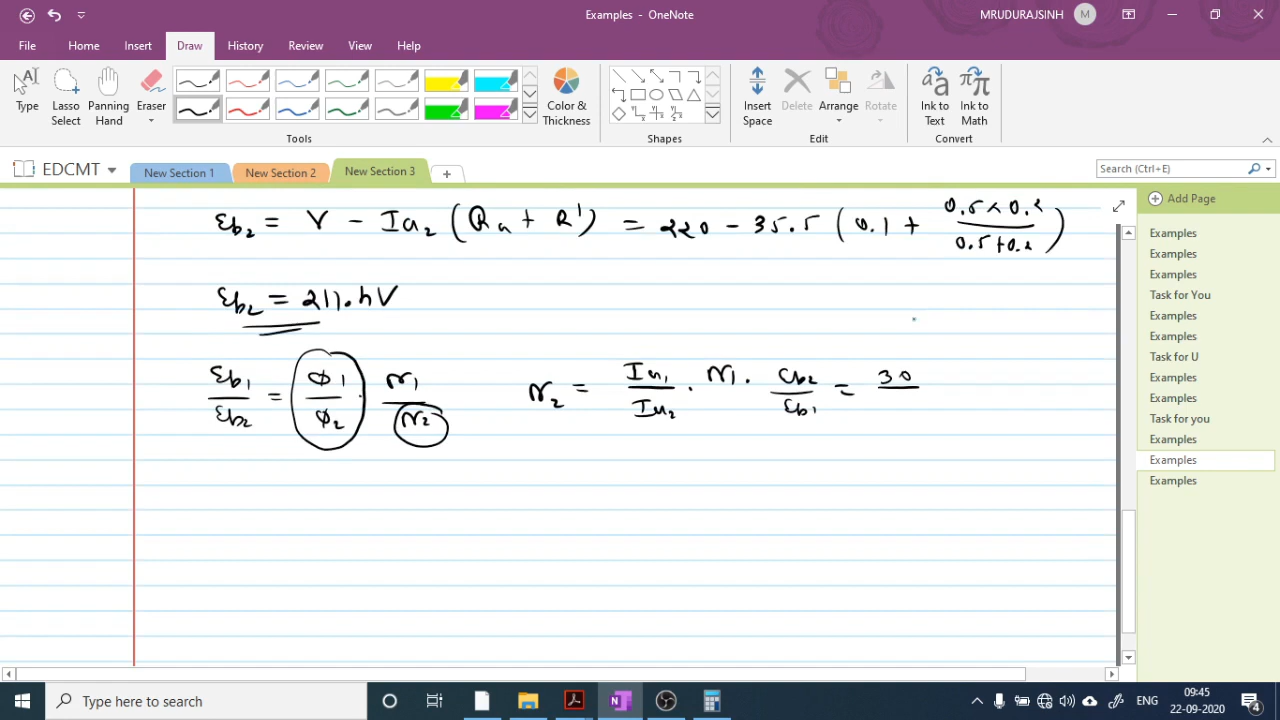 Examples - OneNote
MRUDURAJSINH M
File Home Insert Draw History Review View Help
Type Lasso Select Panning Hand Eraser Color & Thickness Insert Space Delete Arrange Rotate Ink to Text Ink to Math
Tools Shapes Edit Convert
EDCMT New Section 1 New Section 2 New Section 3 + Search (Ctrl+E)
Add Page
Examples
Examples
Examples
Task for You
Examples
Examples
Task for U
Examples
Examples
Task for you
Examples
Examples
Examples
Eb2 = V - Ia2 (Ra + R') = 220 - 35.5 (0.1 + (0.5 × 0.2)/(0.5 + 0.2))
Eb2 = 211.4V
Eb1/Eb2 = Φ1/Φ2 · N1/N2 N2 = Ia1/Ia2 · N1 · Eb2/Eb1 = 30
Type here to search
ENG 09:45 22-09-2020 4